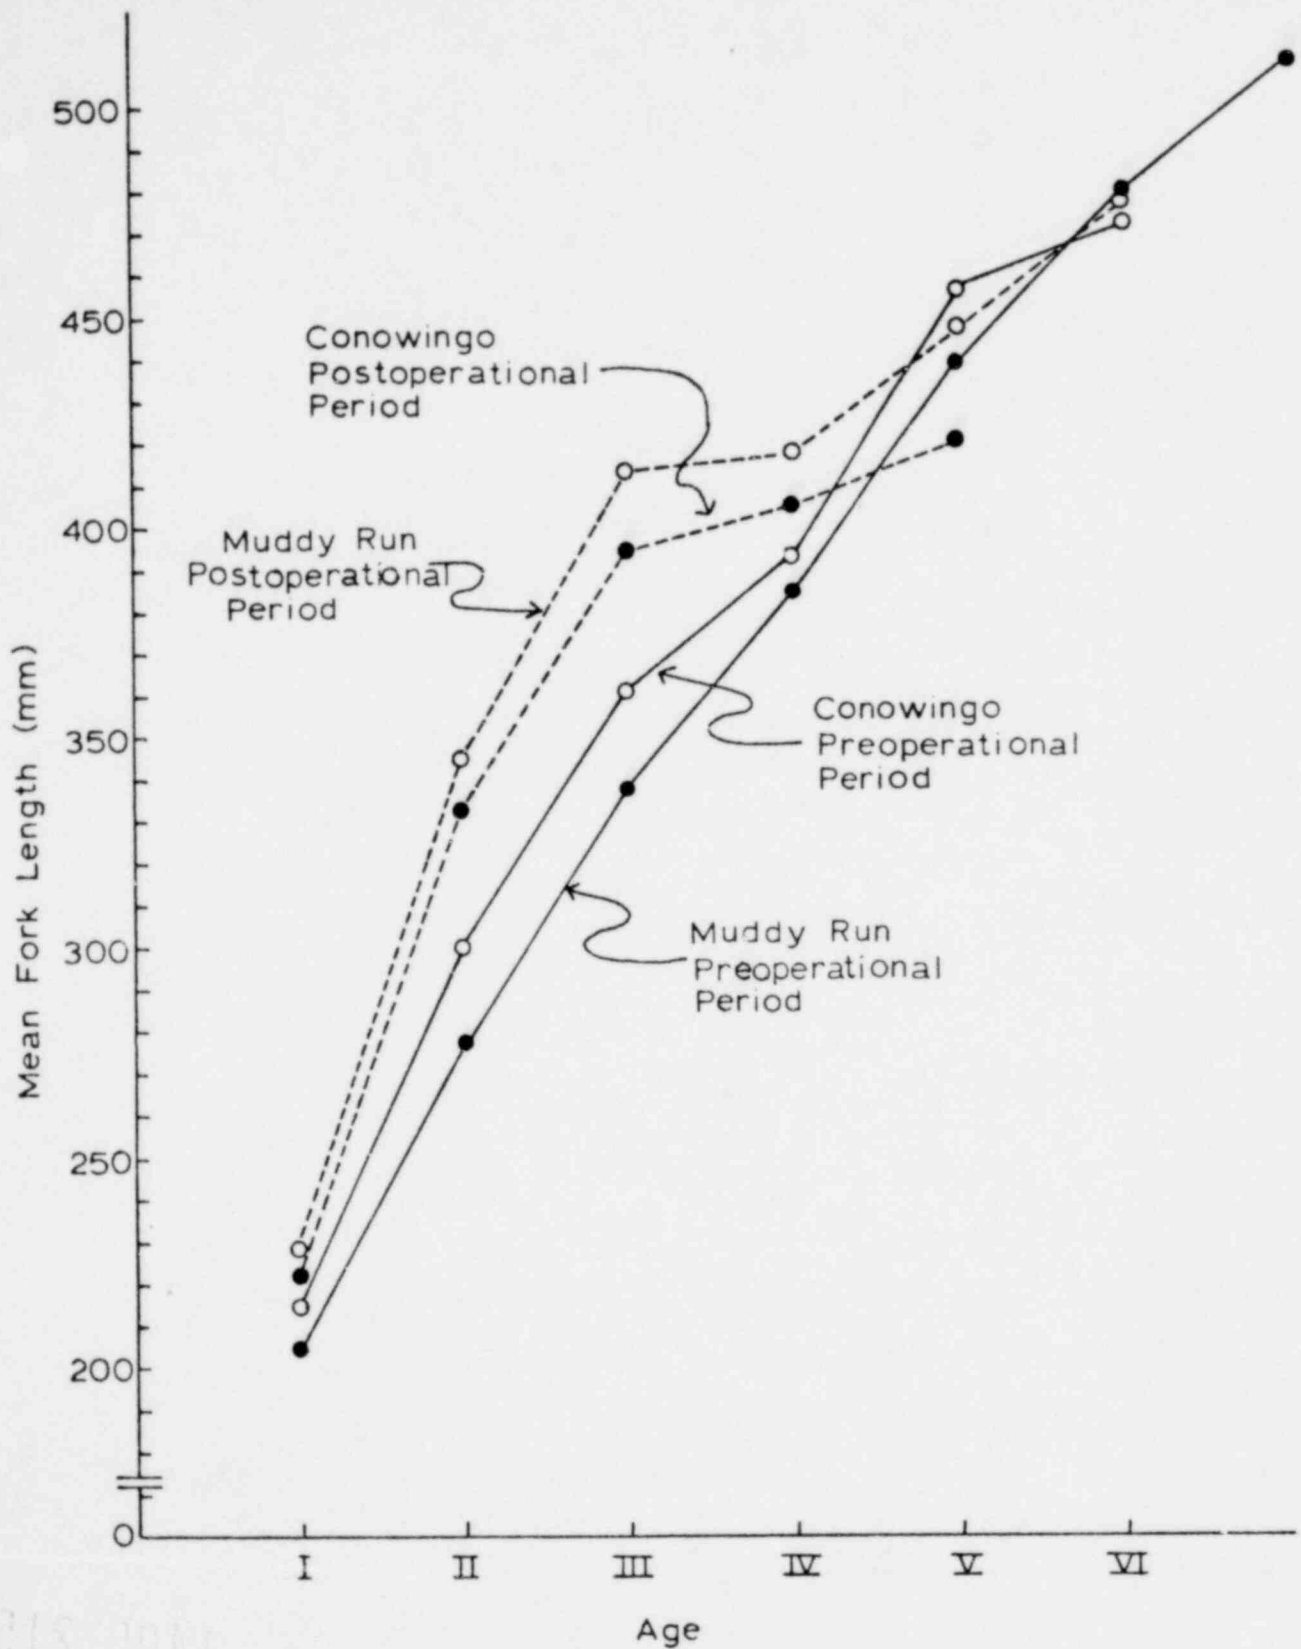 500
450
400
350
300
250
200
0
Mean Fork Length (mm)
Conowingo
Postoperational
Period
Muddy Run
Postoperational
Period
Conowingo
Preoperational
Period
Muddy Run
Preoperational
Period
I
II
III
IV
V
VI
Age